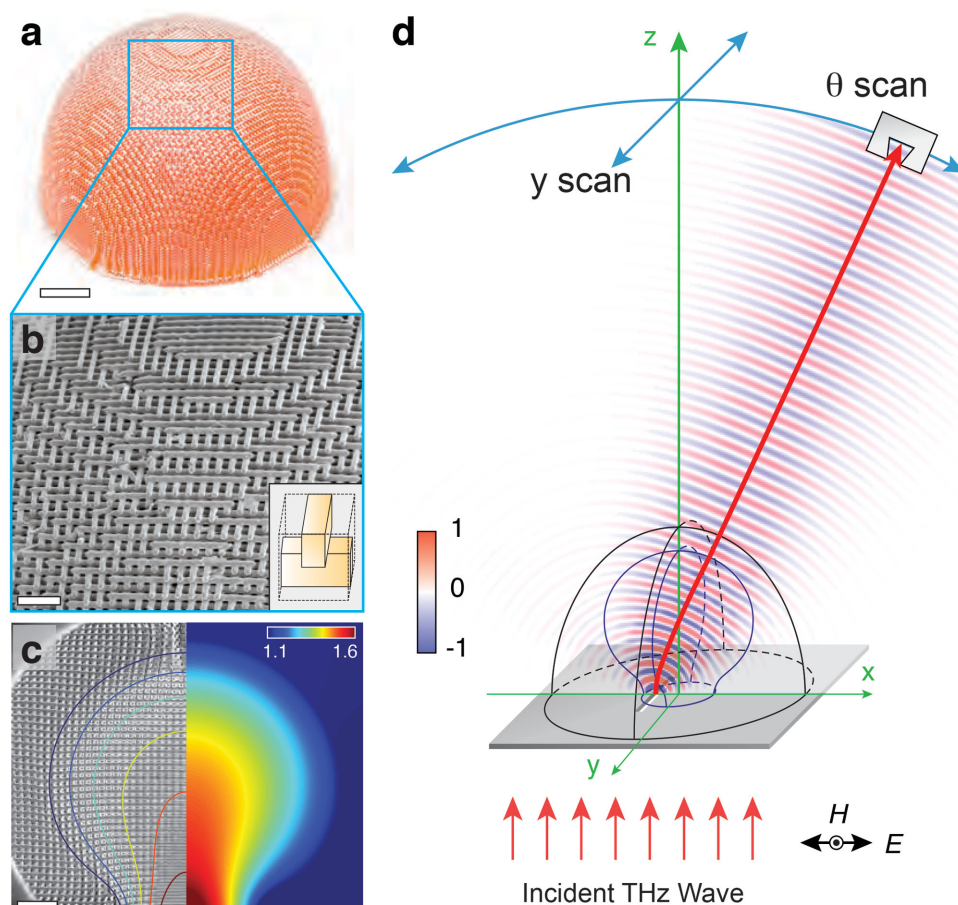 a
b
c
1.1
1.6
d
z
θ scan
y scan
1
0
-1
x
y
H
E
Incident THz Wave